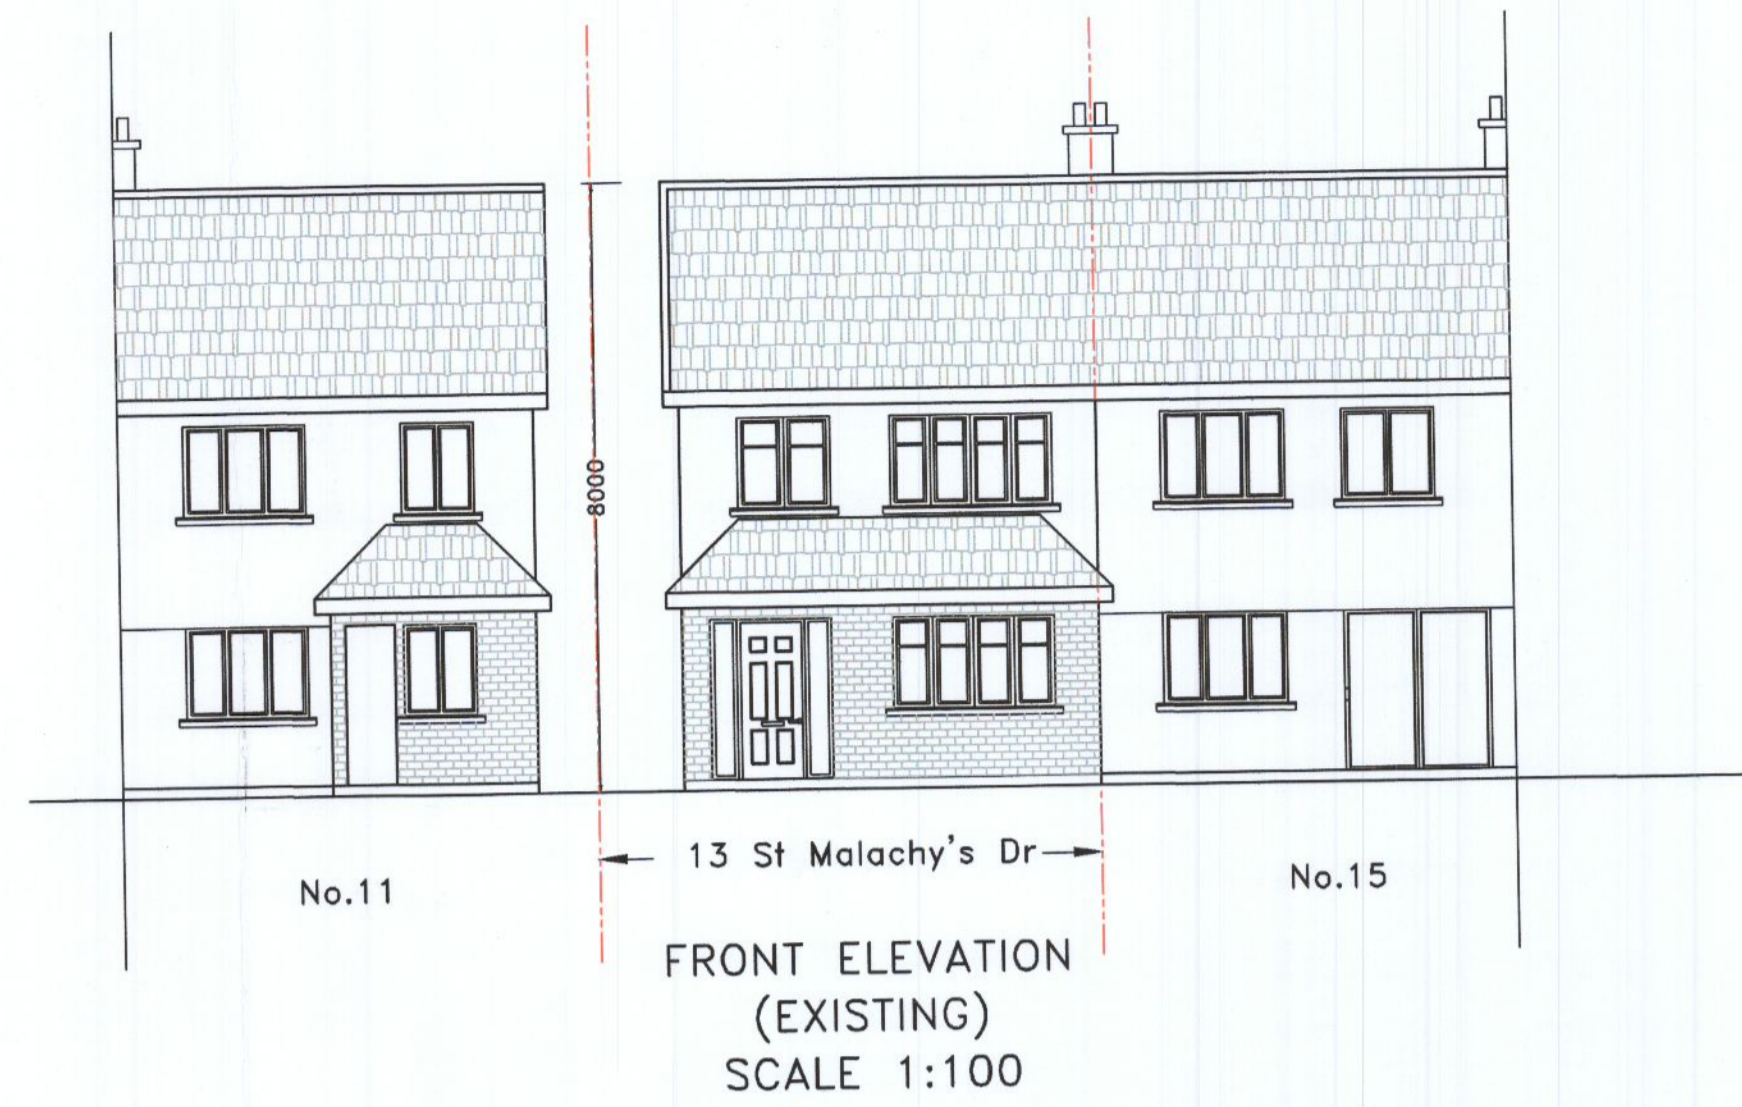 8000
13 St Malachy's Dr
No.11
No.15
FRONT ELEVATION
(EXISTING)
SCALE 1:100